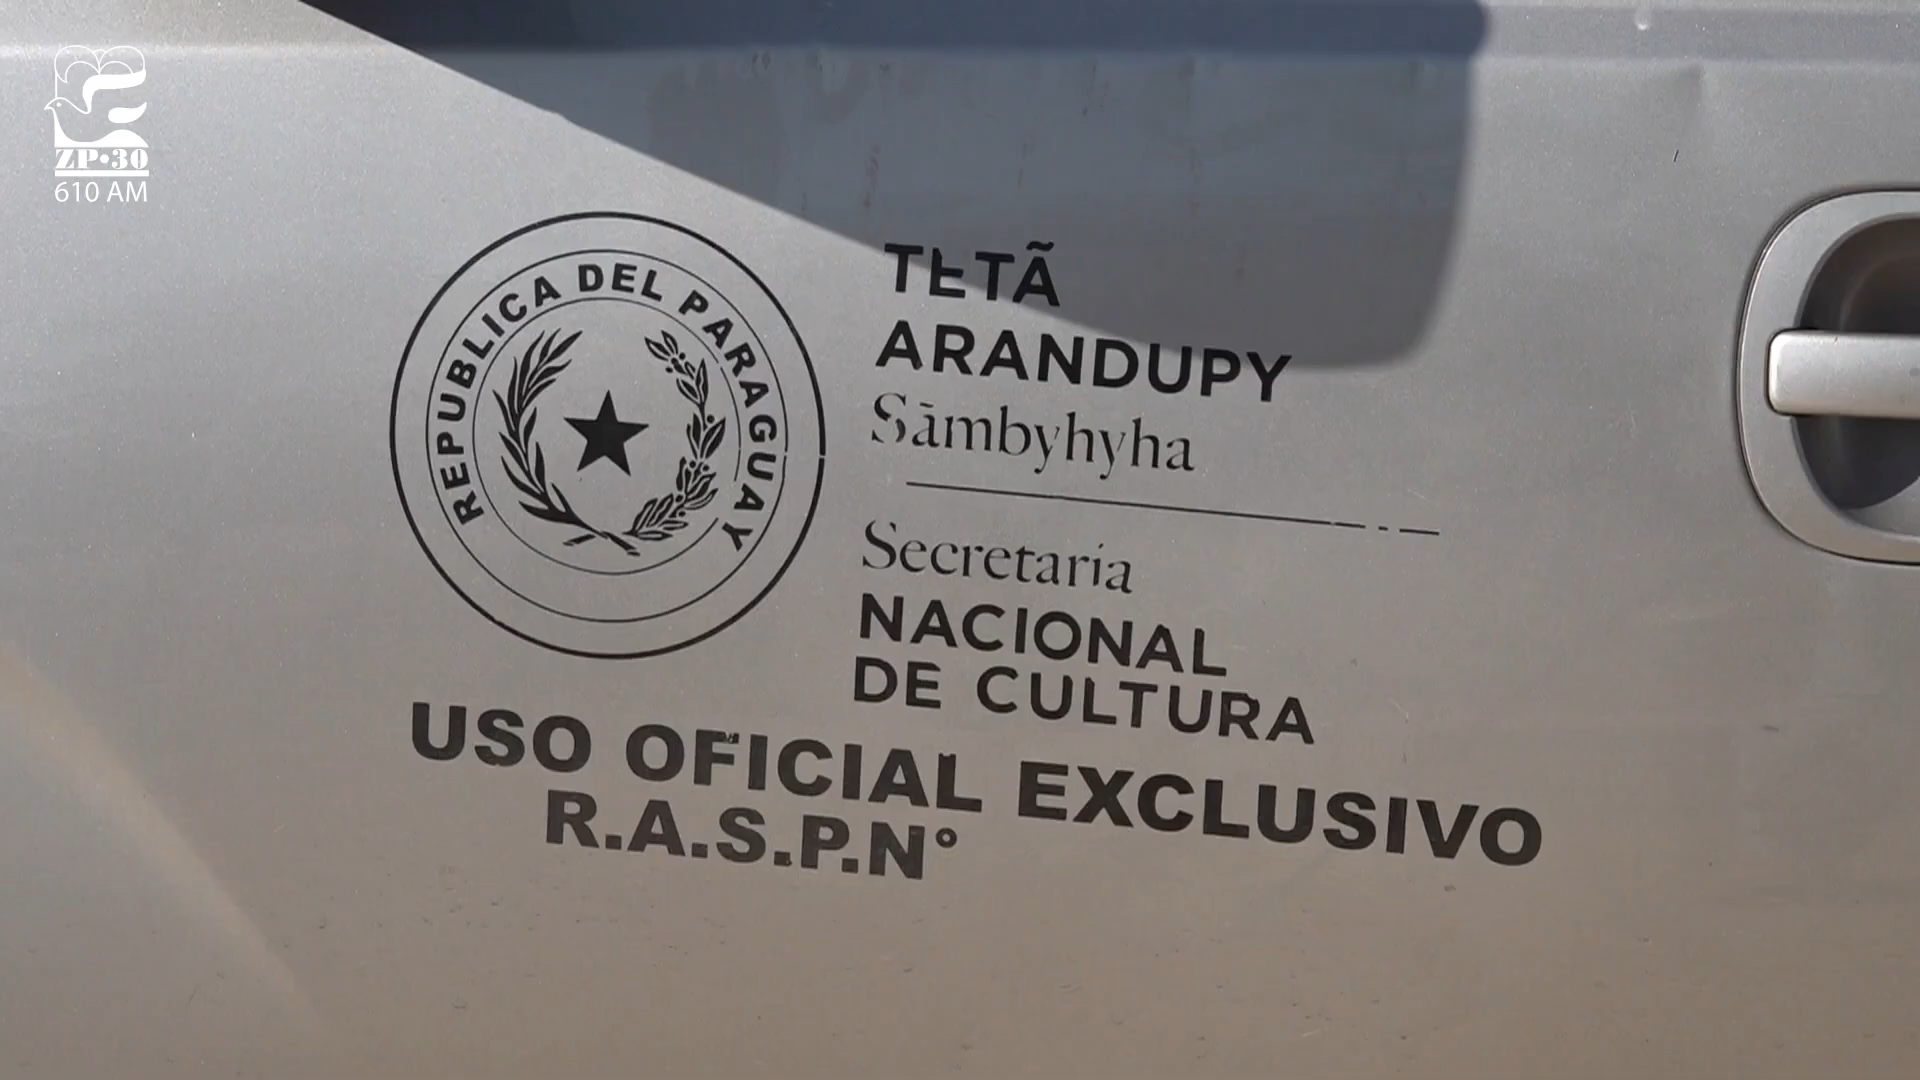 ZP•30
610 AM
REPUBLICA DEL PARAGUAY
TETÃ
ARANDUPY
Sãmbyhyha
Secretaría
NACIONAL
DE CULTURA
USO OFICIAL EXCLUSIVO
R.A.S.P.N°